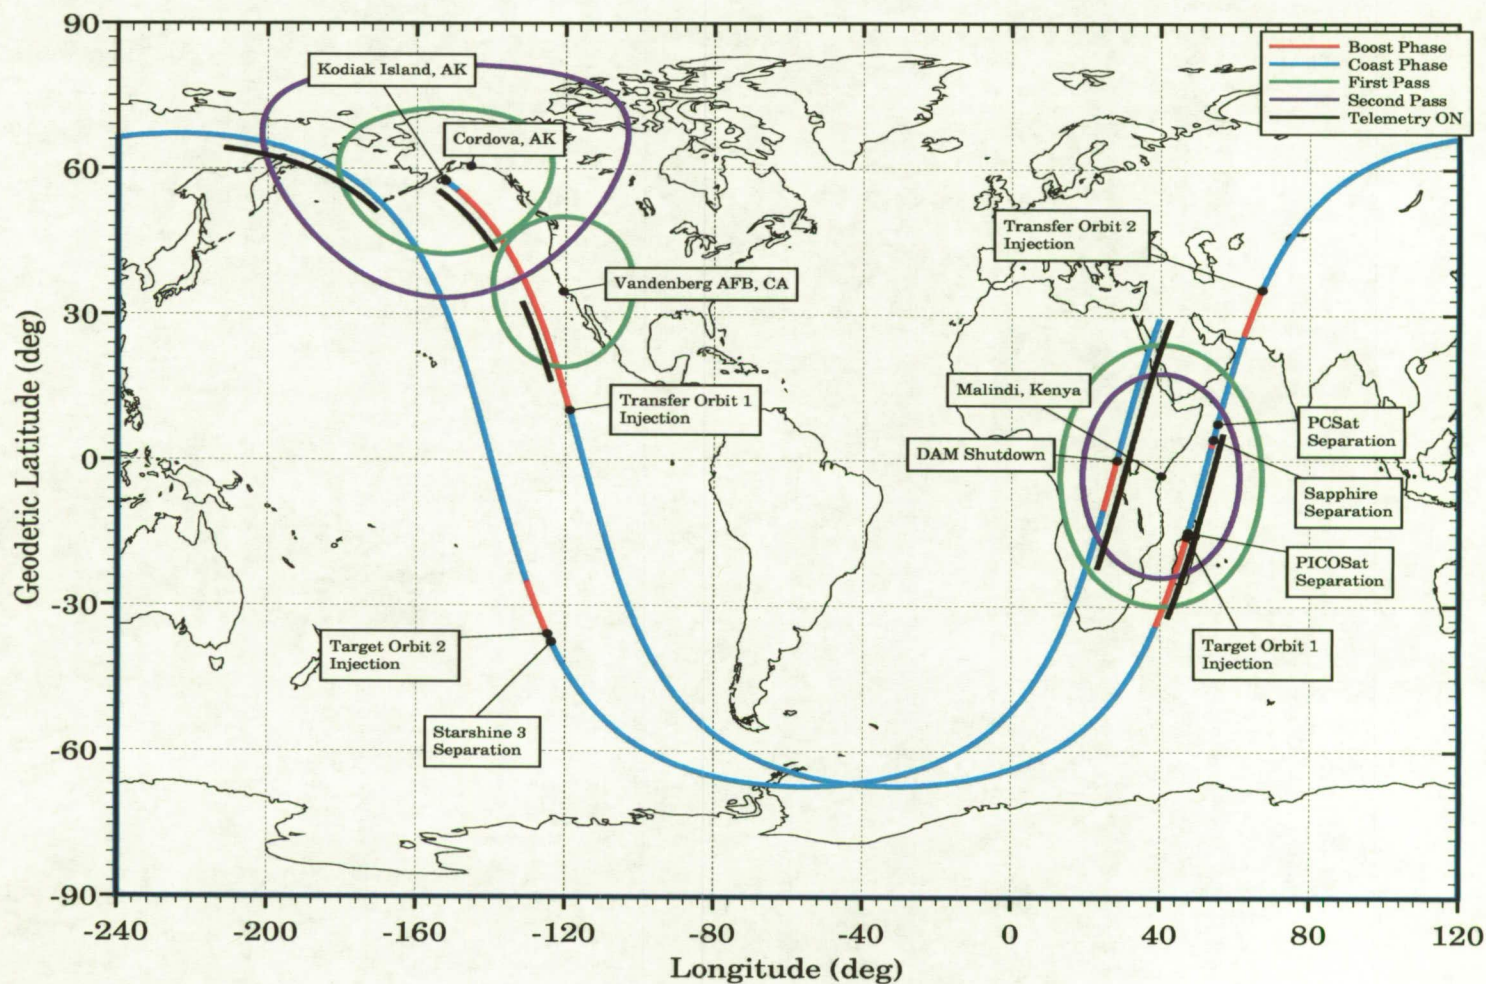 90
60
30
0
-30
-60
-90
Geodetic Latitude (deg)
-240
-200
-160
-120
-80
-40
0
40
80
120
Longitude (deg)
Boost Phase
Coast Phase
First Pass
Second Pass
Telemetry ON
Kodiak Island, AK
Cordova, AK
Vandenberg AFB, CA
Transfer Orbit 1
Injection
Transfer Orbit 2
Injection
Malindi, Kenya
DAM Shutdown
PCSat
Separation
Sapphire
Separation
PICOSat
Separation
Target Orbit 1
Injection
Target Orbit 2
Injection
Starshine 3
Separation